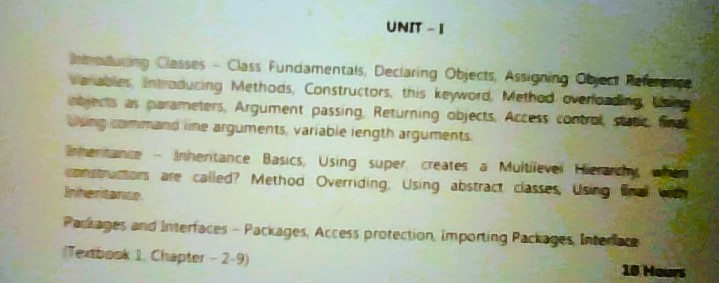 UNIT - I
Introducing Classes - Class Fundamentals, Declaring Objects, Assigning Object Reference
Variables, Introducing Methods, Constructors, this keyword, Method overloading, Using
objects as parameters, Argument passing, Returning objects, Access control, static, final,
Using command line arguments, variable length arguments.
Inheritance - Inheritance Basics, Using super, creates a Multilevel Hierarchy, when
constructors are called? Method Overriding, Using abstract classes, Using final with
Inheritance.
Packages and Interfaces - Packages, Access protection, Importing Packages, Interface
(Textbook 1, Chapter - 2-9)
10 Hours